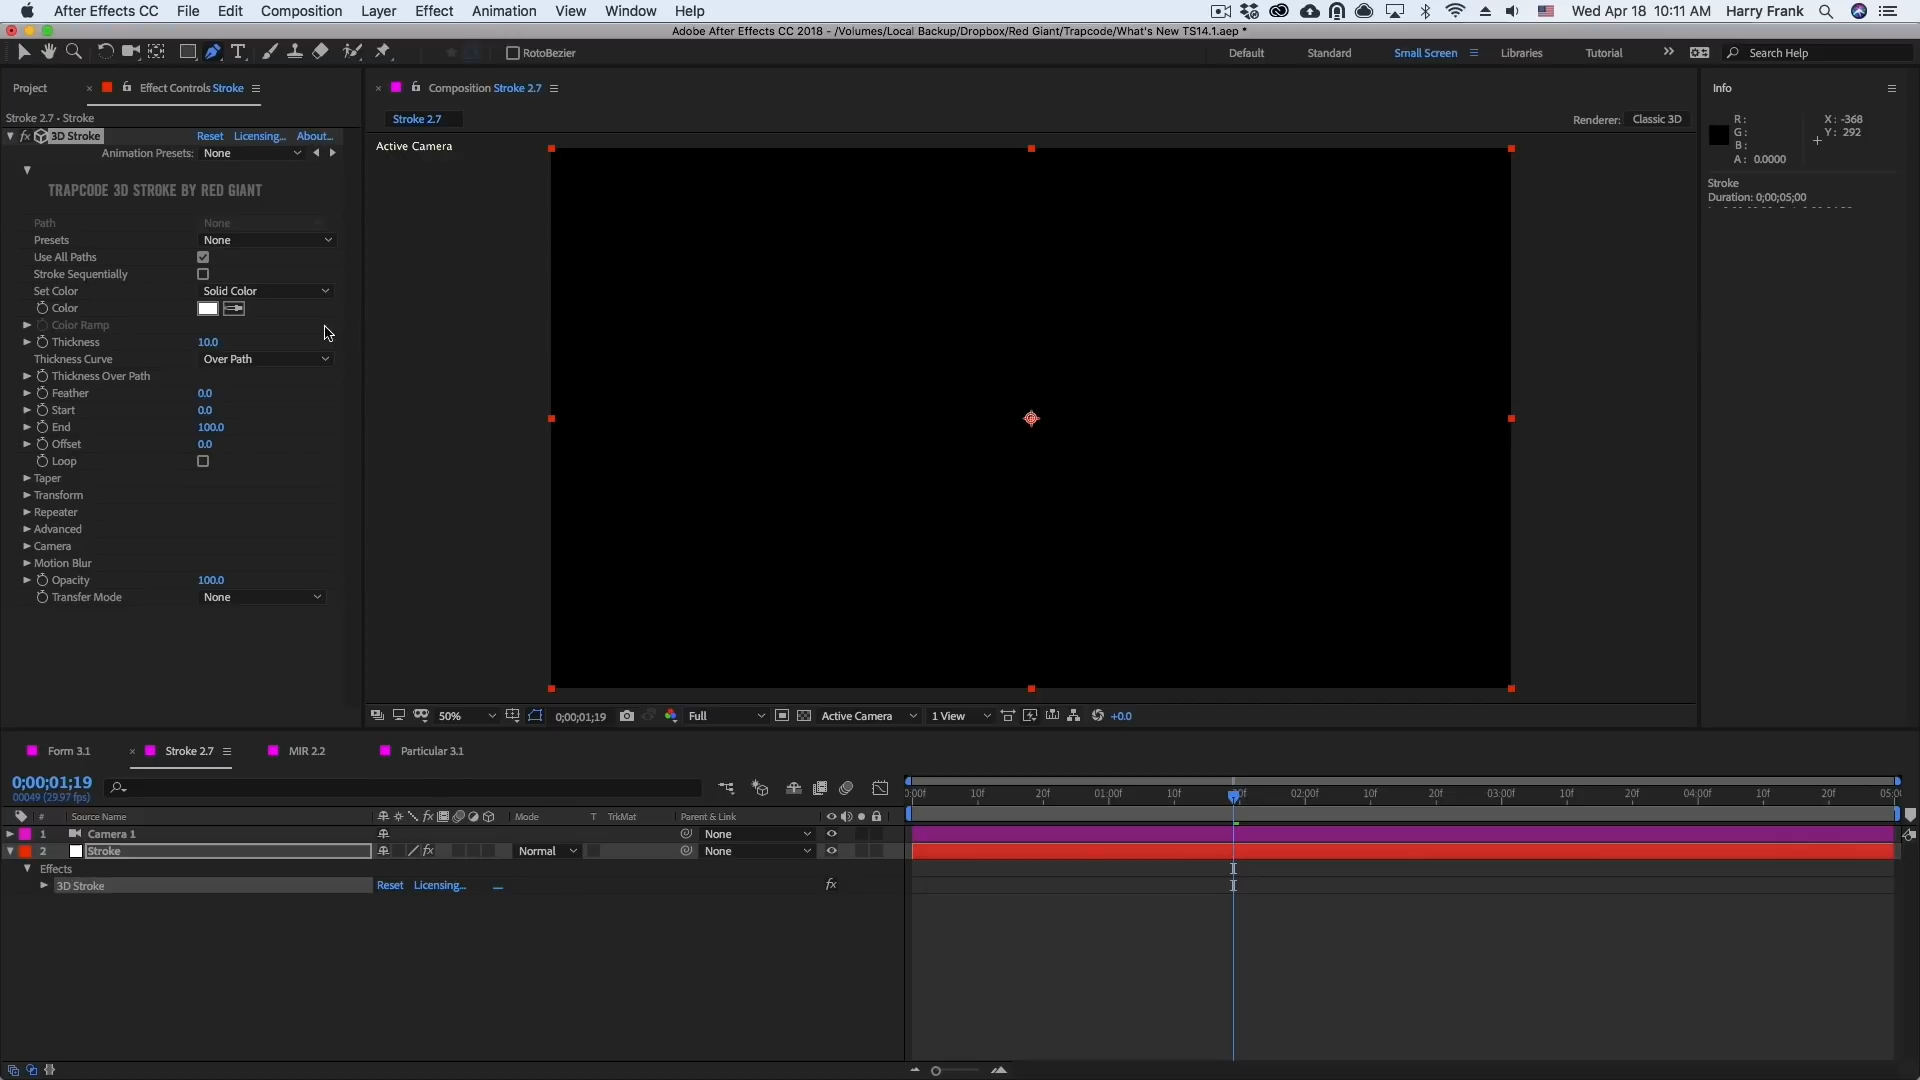 After Effects CC File Edit Composition Layer Effect Animation View Window Help Wed Apr 18 10:11 AM Harry Frank
Adobe After Effects CC 2018 - /Volumes/Local Backup/Dropbox/Red Giant/Trapcode/What's New TS14.1.aep *
RotoBezier Default Standard Small Screen Libraries Tutorial Search Help
Project Effect Controls Stroke Composition Stroke 2.7 Info
Stroke 2.7 • Stroke
Stroke 2.7 Renderer: Classic 3D
3D Stroke Reset Licensing... About...
Animation Presets: None
Active Camera
TRAPCODE 3D STROKE BY RED GIANT
Path None
Presets None
Use All Paths
Stroke Sequentially
Set Color Solid Color
Color
Color Ramp
Thickness 10.0
Thickness Curve Over Path
Thickness Over Path
Feather 0.0
Start 0.0
End 100.0
Offset 0.0
Loop
Taper
Transform
Repeater
Advanced
Camera
Motion Blur
Opacity 100.0
Transfer Mode None
R: X: -368
G: Y: 292
B:
A: 0.0000
Stroke
Duration: 0;00;05;00
50% 0;00;01;19 Full Active Camera 1 View +0.0
Form 3.1 Stroke 2.7 MIR 2.2 Particular 3.1
0;00;01;19
00049 (29.97 fps)
0:00f 10f 20f 01:00f 10f 20f 02:00f 10f 20f 03:00f 10f 20f 04:00f 10f 20f 05:0
# Source Name Mode T TrkMat Parent & Link
1 Camera 1 None
2 Stroke Normal None
Effects
3D Stroke Reset Licensing...